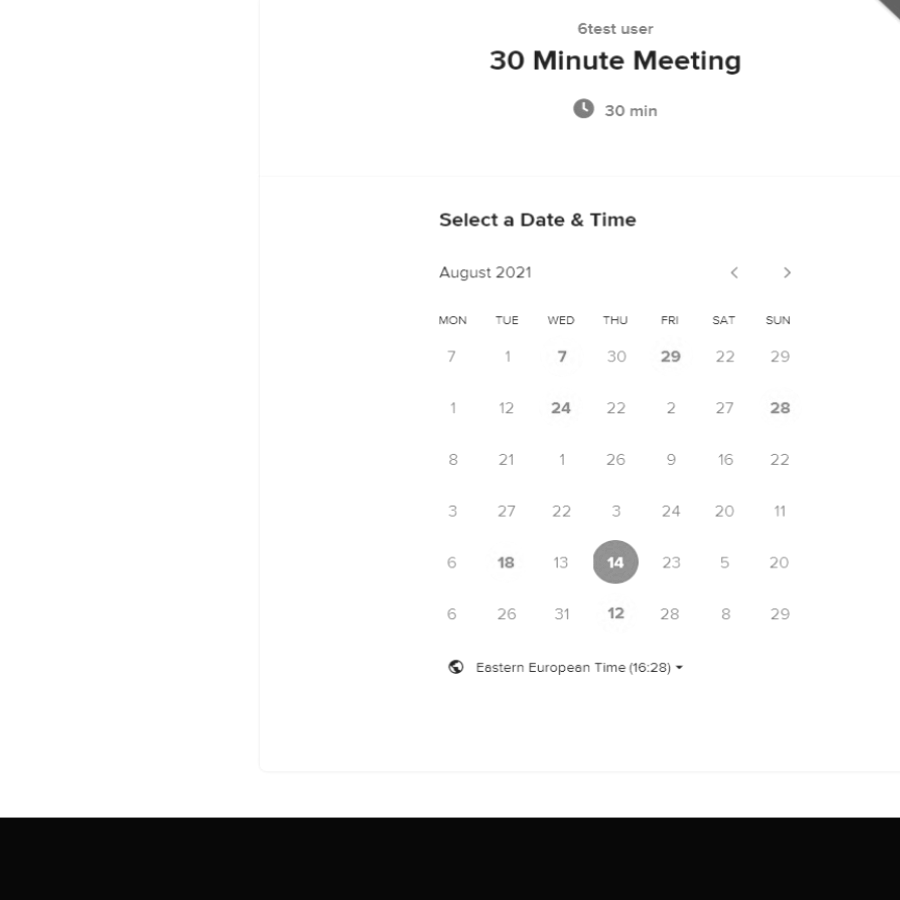 6test user
30 Minute Meeting
30 min
Select a Date & Time
August 2021
MON TUE WED THU FRI SAT SUN
7 1 7 30 29 22 29
1 12 24 22 2 27 28
8 21 1 26 9 16 22
3 27 22 3 24 20 11
6 18 13 14 23 5 20
6 26 31 12 28 8 29
Eastern European Time (16:28)